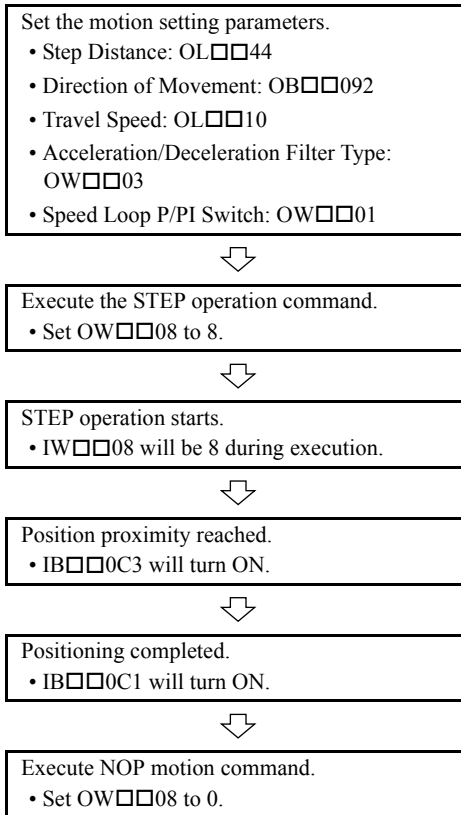 Set the motion setting parameters.
• Step Distance: OL□□44
• Direction of Movement: OB□□092
• Travel Speed: OL□□10
• Acceleration/Deceleration Filter Type:
OW□□03
• Speed Loop P/PI Switch: OW□□01
Execute the STEP operation command.
• Set OW□□08 to 8.
STEP operation starts.
• IW□□08 will be 8 during execution.
Position proximity reached.
• IB□□0C3 will turn ON.
Positioning completed.
• IB□□0C1 will turn ON.
Execute NOP motion command.
• Set OW□□08 to 0.